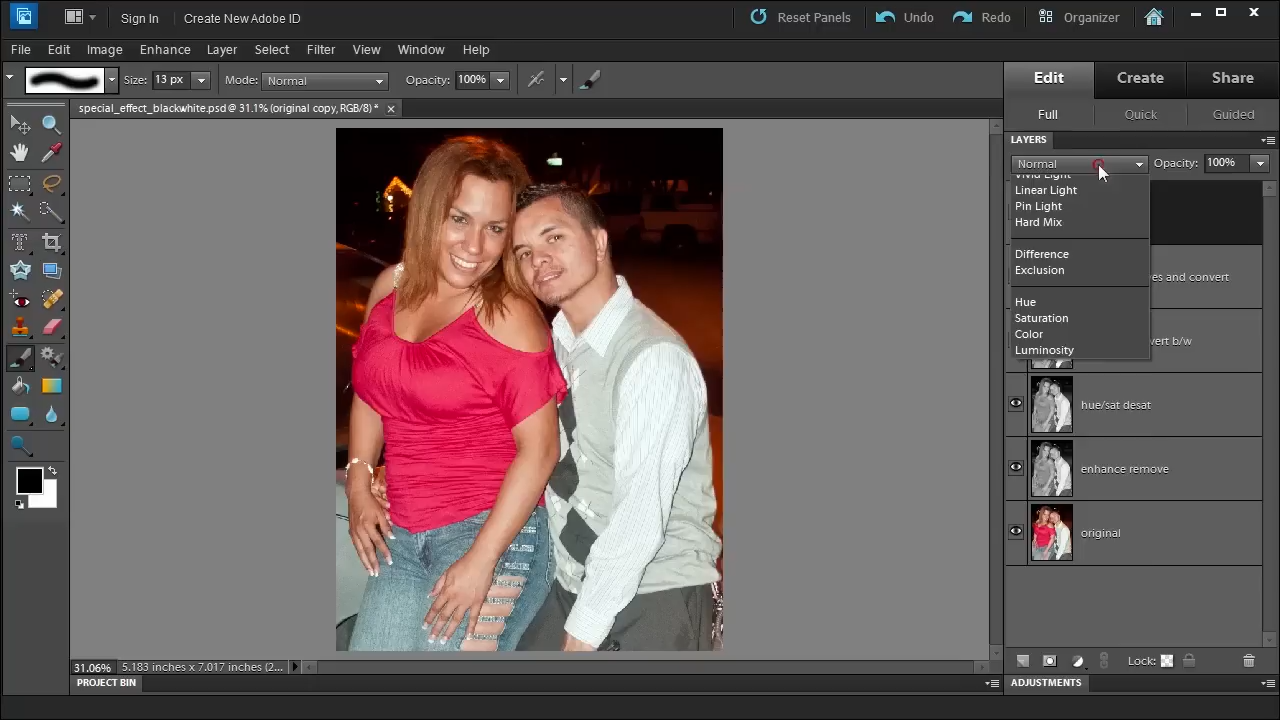 Sign In
Create New Adobe ID
Reset Panels
Undo
Redo
Organizer
File Edit Image Enhance Layer Select Filter View Window Help
Size: 13 px Mode: Normal Opacity: 100%
Edit Create Share
special_effect_blackwhite.psd @ 31.1% (original copy, RGB/8) *
Full Quick Guided
LAYERS
Normal Opacity: 100%
Vivid Light
Linear Light
Pin Light
Hard Mix
Difference
Exclusion
ves and convert
Hue
Saturation
Color
vert b/w
Luminosity
hue/sat desat
enhance remove
original
31.06% 5.183 inches x 7.017 inches (2...
Lock:
PROJECT BIN
ADJUSTMENTS